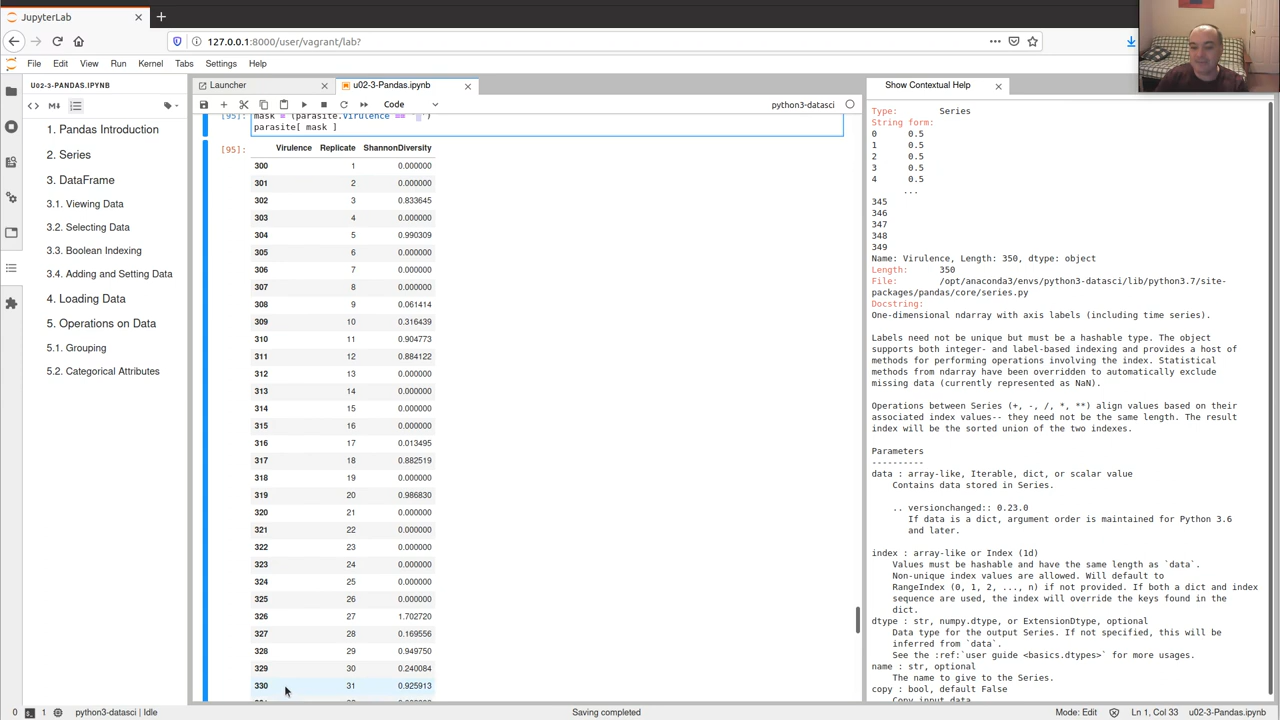 JupyterLab
127.0.0.1:8000/user/vagrant/lab?
File Edit View Run Kernel Tabs Settings Help
U02-3-PANDAS.IPYNB
1. Pandas Introduction
2. Series
3. DataFrame
3.1. Viewing Data
3.2. Selecting Data
3.3. Boolean Indexing
3.4. Adding and Setting Data
4. Loading Data
5. Operations on Data
5.1. Grouping
5.2. Categorical Attributes
Launcher
u02-3-Pandas.ipynb
Code
python3-datasci
[95]: mask = (parasite.Virulence == ' ')
parasite[ mask ]
[95]: Virulence Replicate ShannonDiversity
300 1 0.000000
301 2 0.000000
302 3 0.833645
303 4 0.000000
304 5 0.990309
305 6 0.000000
306 7 0.000000
307 8 0.000000
308 9 0.061414
309 10 0.316439
310 11 0.904773
311 12 0.884122
312 13 0.000000
313 14 0.000000
314 15 0.000000
315 16 0.000000
316 17 0.013495
317 18 0.882519
318 19 0.000000
319 20 0.986830
320 21 0.000000
321 22 0.000000
322 23 0.000000
323 24 0.000000
324 25 0.000000
325 26 0.000000
326 27 1.702720
327 28 0.169556
328 29 0.949750
329 30 0.240084
330 31 0.925913
Show Contextual Help
Type: Series
String form:
0 0.5
1 0.5
2 0.5
3 0.5
4 0.5
...
345
346
347
348
349
Name: Virulence, Length: 350, dtype: object
Length: 350
File: /opt/anaconda3/envs/python3-datasci/lib/python3.7/site-
packages/pandas/core/series.py
Docstring:
One-dimensional ndarray with axis labels (including time series).
Labels need not be unique but must be a hashable type. The object
supports both integer- and label-based indexing and provides a host of
methods for performing operations involving the index. Statistical
methods from ndarray have been overridden to automatically exclude
missing data (currently represented as NaN).
Operations between Series (+, -, /, *, **) align values based on their
associated index values-- they need not be the same length. The result
index will be the sorted union of the two indexes.
Parameters
----------
data : array-like, Iterable, dict, or scalar value
Contains data stored in Series.
.. versionchanged:: 0.23.0
If data is a dict, argument order is maintained for Python 3.6
and later.
index : array-like or Index (1d)
Values must be hashable and have the same length as `data`.
Non-unique index values are allowed. Will default to
RangeIndex (0, 1, 2, ..., n) if not provided. If both a dict and index
sequence are used, the index will override the keys found in the
dict.
dtype : str, numpy.dtype, or ExtensionDtype, optional
Data type for the output Series. If not specified, this will be
inferred from `data`.
See the :ref:`user guide <basics.dtypes>` for more usages.
name : str, optional
The name to give to the Series.
copy : bool, default False
Copy input data.
0 1 python3-datasci | Idle
Saving completed
Mode: Edit Ln 1, Col 33 u02-3-Pandas.ipynb